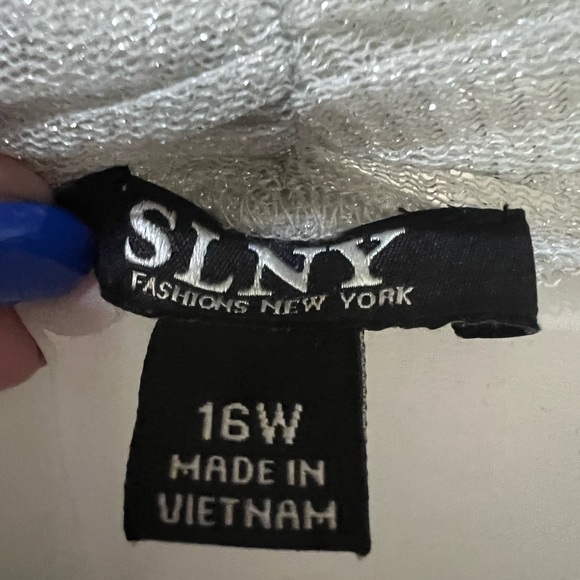 SLNY
FASHIONS NEW YORK
16W
MADE IN
VIETNAM